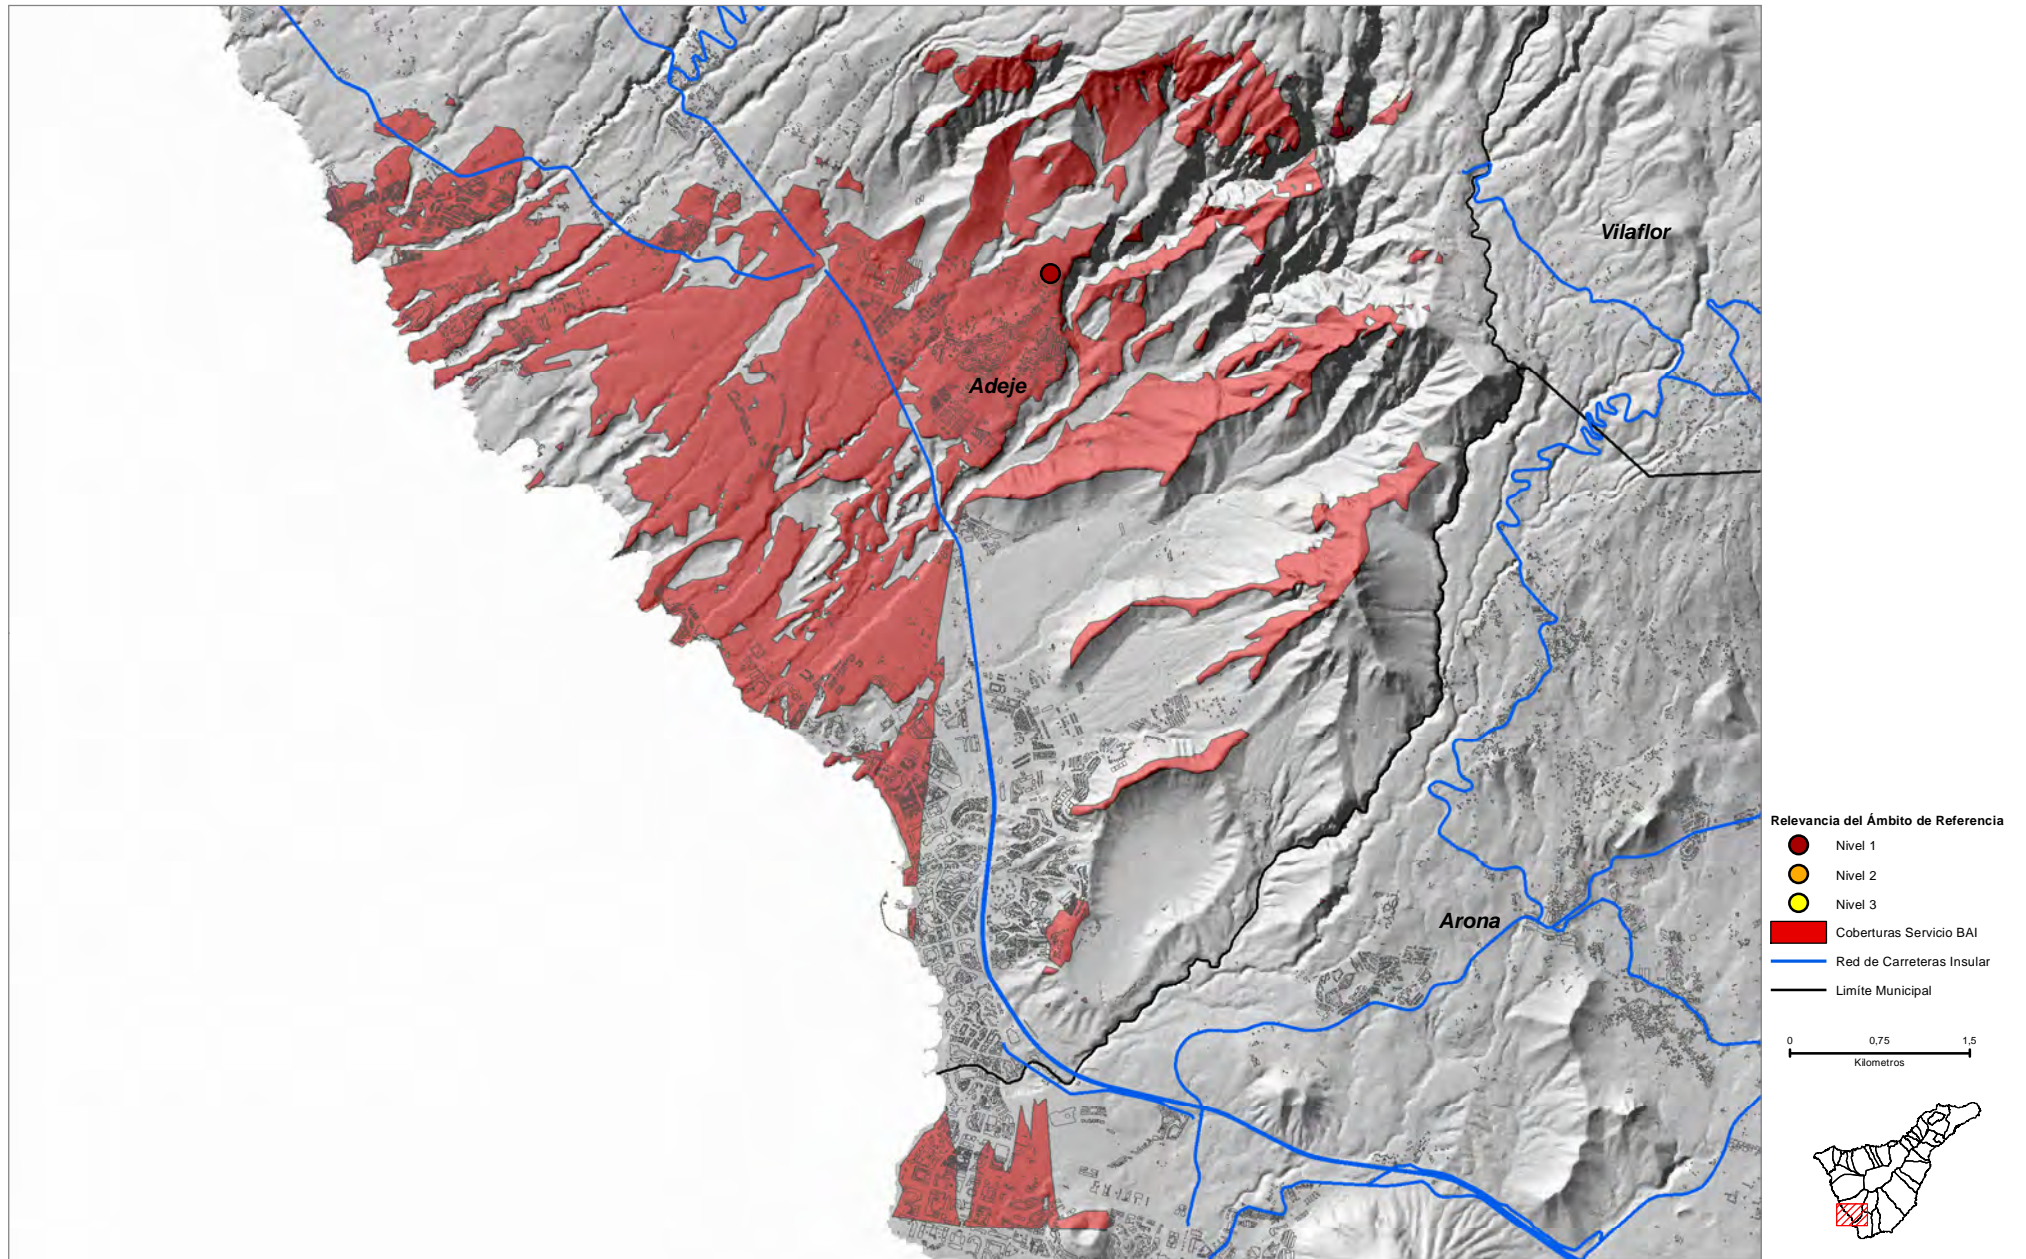 Vilaflor
Adeje
Arona
Relevancia del Ámbito de Referencia
Nivel 1
Nivel 2
Nivel 3
Coberturas Servicio BAI
Red de Carreteras Insular
Limíte Municipal
0 0,75 1,5
Kilometros